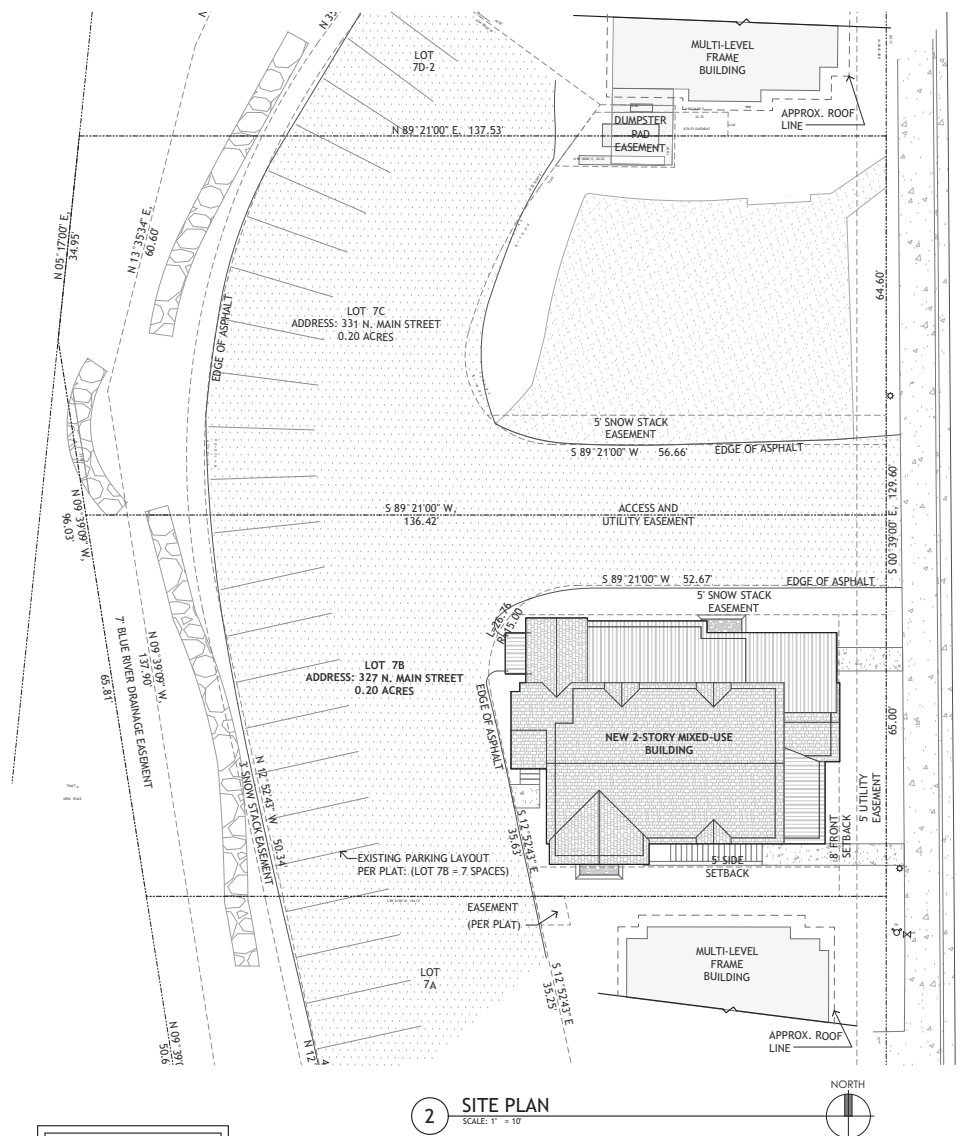 LOT
7D-2
MULTI-LEVEL
FRAME
BUILDING
APPROX. ROOF
LINE
DUMPSTER
PAD
EASEMENT
N 89°21'00" E, 137.53'
N 05°17'00" E,
34.95'
N 13°35'34" E,
60.60'
EDGE OF ASPHALT
LOT 7C
ADDRESS: 331 N. MAIN STREET
0.20 ACRES
64.60'
5' SNOW STACK
EASEMENT
S 89°21'00" W 56.66'
EDGE OF ASPHALT
S 89°21'00" W,
136.42'
ACCESS AND
UTILITY EASEMENT
S 00°39'00" E, 129.60'
N 09°39'09" W,
96.03'
S 89°21'00" W 52.67'
EDGE OF ASPHALT
5' SNOW STACK
EASEMENT
L=26.76
R=15.00
7' BLUE RIVER DRAINAGE EASEMENT
65.81'
N 09°39'09" W,
137.90'
LOT 7B
ADDRESS: 327 N. MAIN STREET
0.20 ACRES
EDGE OF ASPHALT
NEW 2-STORY MIXED-USE
BUILDING
65.00'
N 12°52'43" W 50.34'
3' SNOW STACK EASEMENT
S 12°52'43" E
35.63'
8' FRONT
SETBACK
5' UTILITY
EASEMENT
EXISTING PARKING LAYOUT
PER PLAT: (LOT 7B = 7 SPACES)
5' SIDE
SETBACK
EASEMENT
(PER PLAT)
MULTI-LEVEL
FRAME
BUILDING
LOT
7A
S 12°52'43" E
35.25'
APPROX. ROOF
LINE
2
SITE PLAN
SCALE: 1" = 10'
NORTH